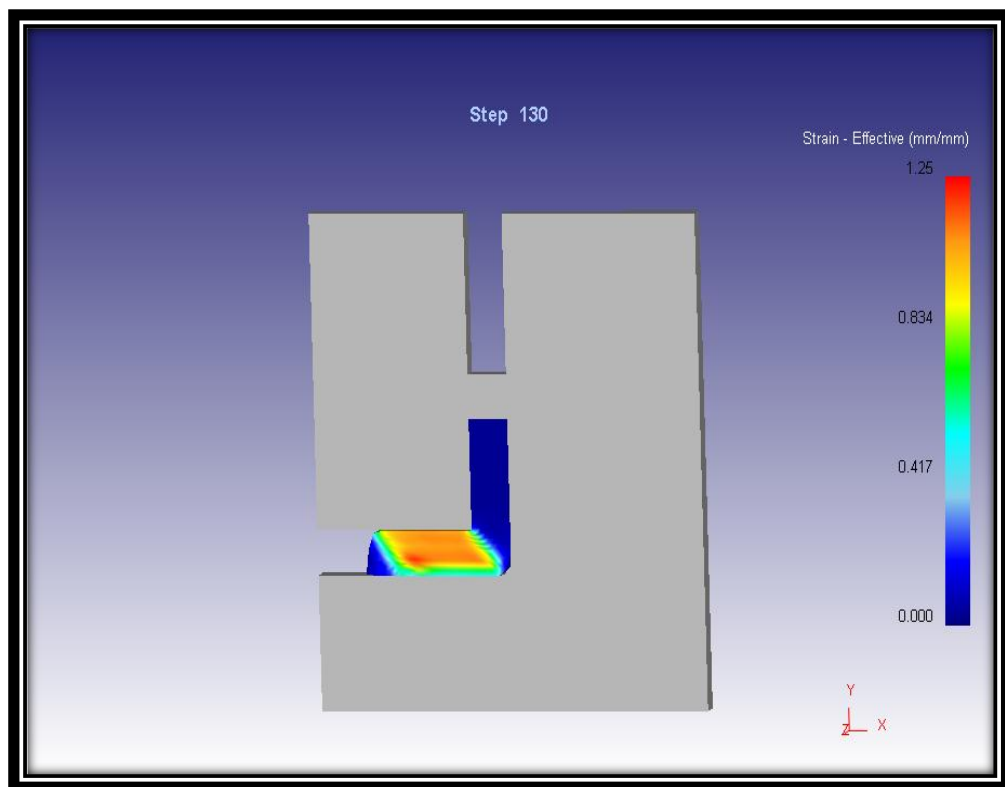 Step 130
Strain - Effective (mm/mm)
1.25
0.834
0.417
0.000
Y
Z X